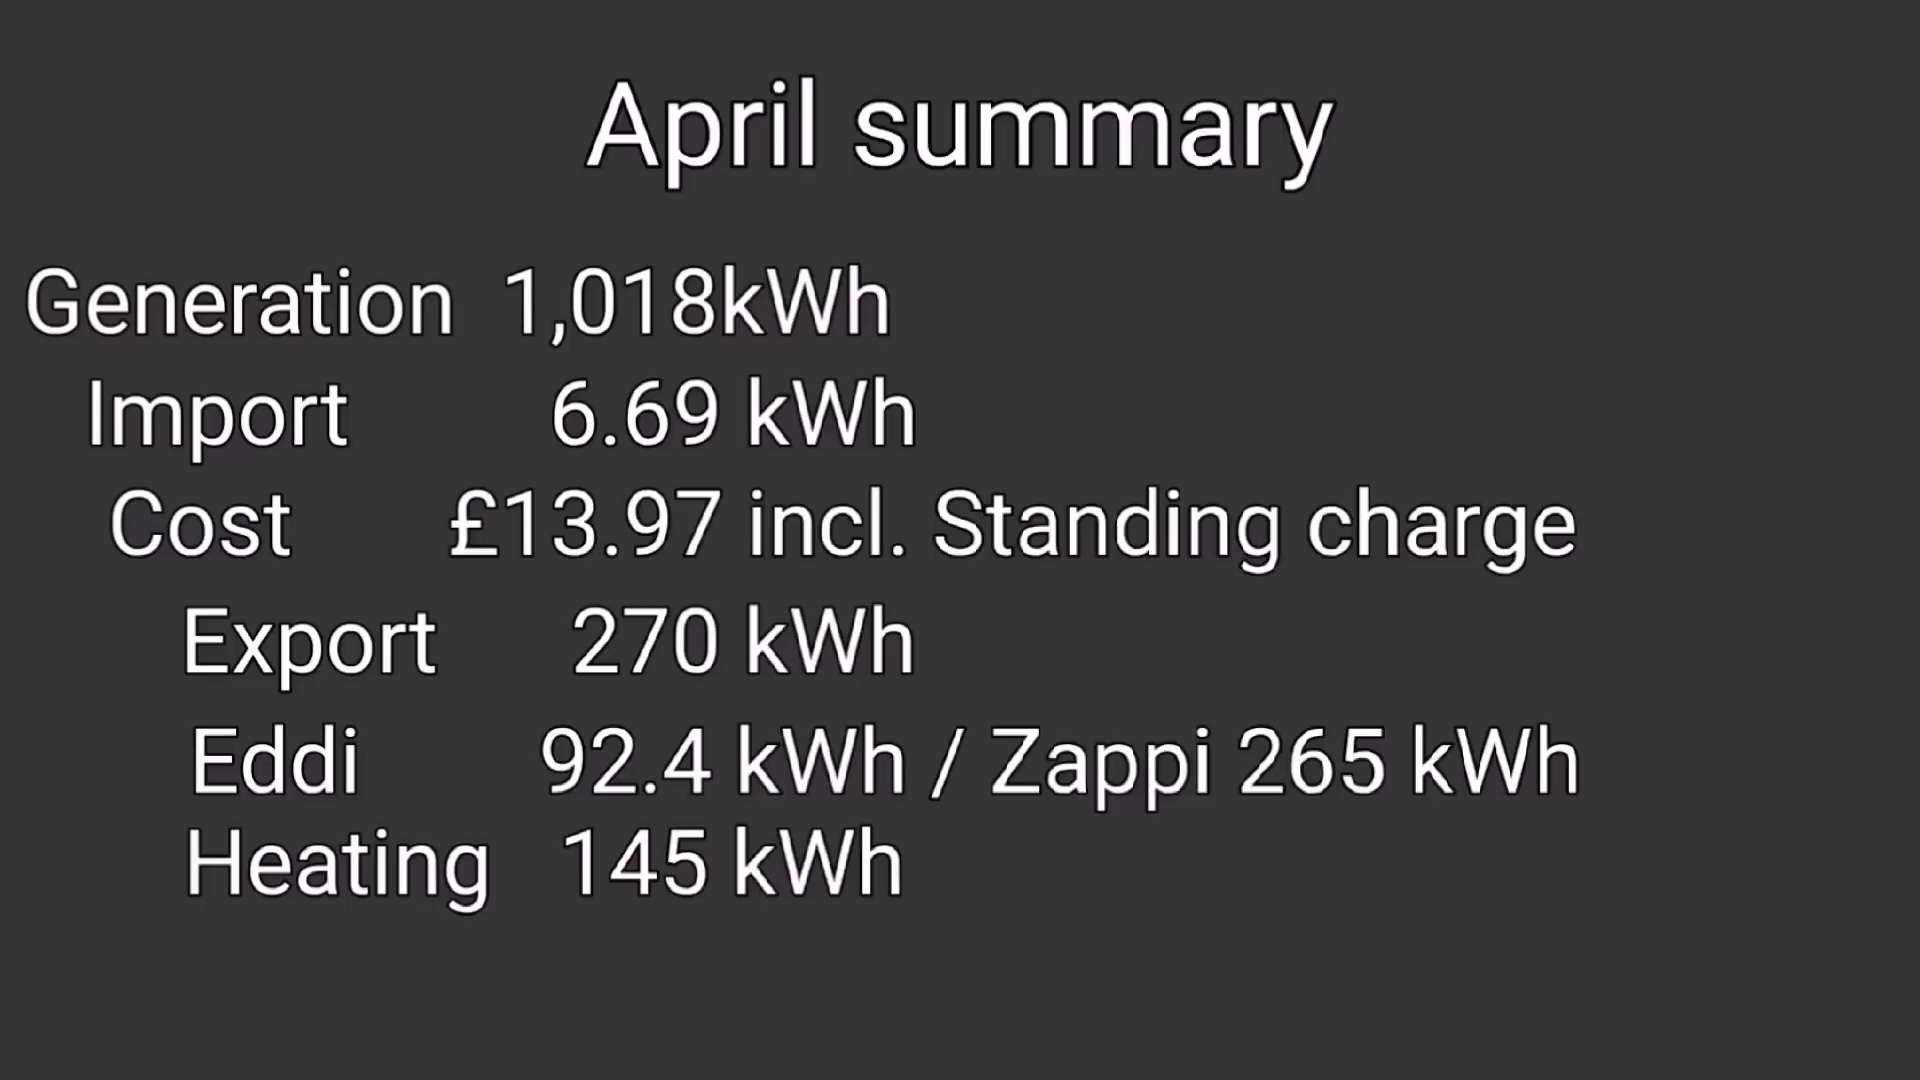 April summary
Generation 1,018kWh
Import 6.69 kWh
Cost £13.97 incl. Standing charge
Export 270 kWh
Eddi 92.4 kWh / Zappi 265 kWh
Heating 145 kWh